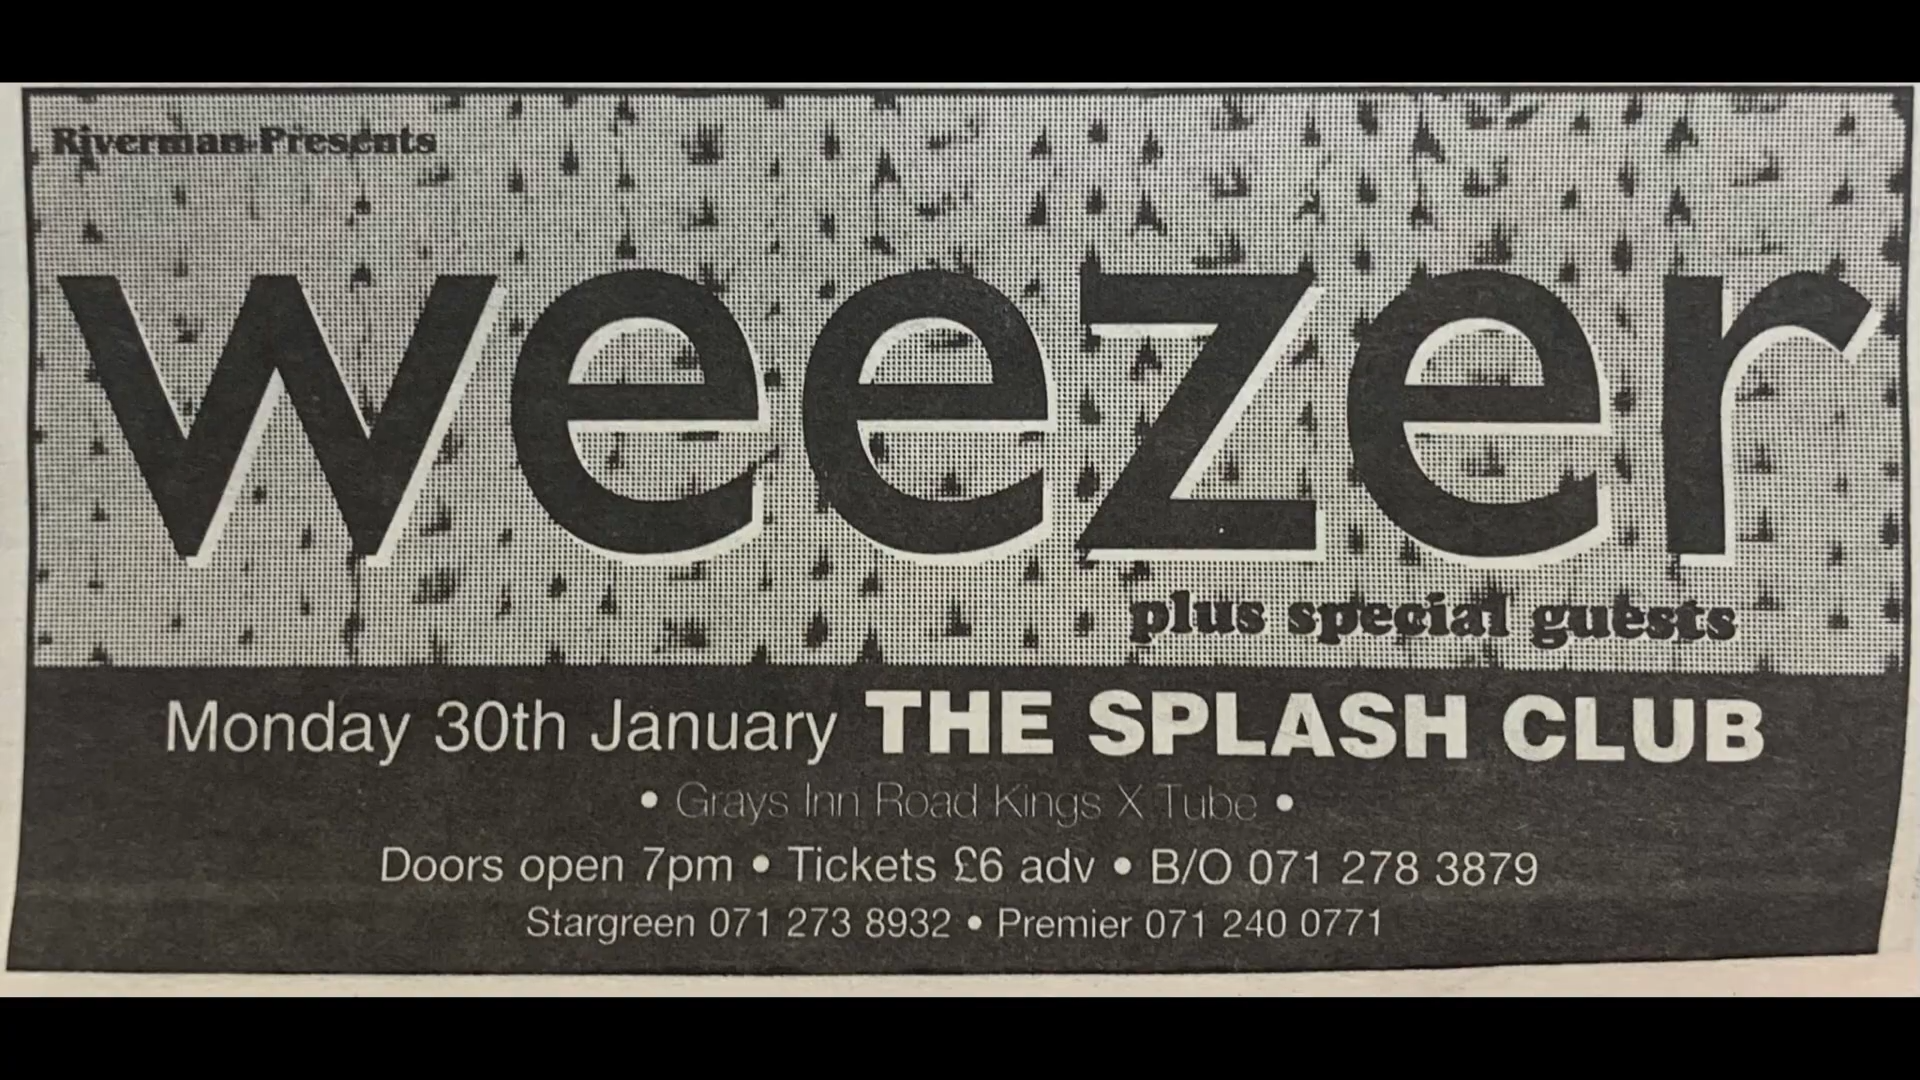 Riverman Presents
weezer
plus special guests
Monday 30th January THE SPLASH CLUB
• Grays Inn Road Kings X Tube •
Doors open 7pm • Tickets £6 adv • B/O 071 278 3879
Stargreen 071 273 8932 • Premier 071 240 0771